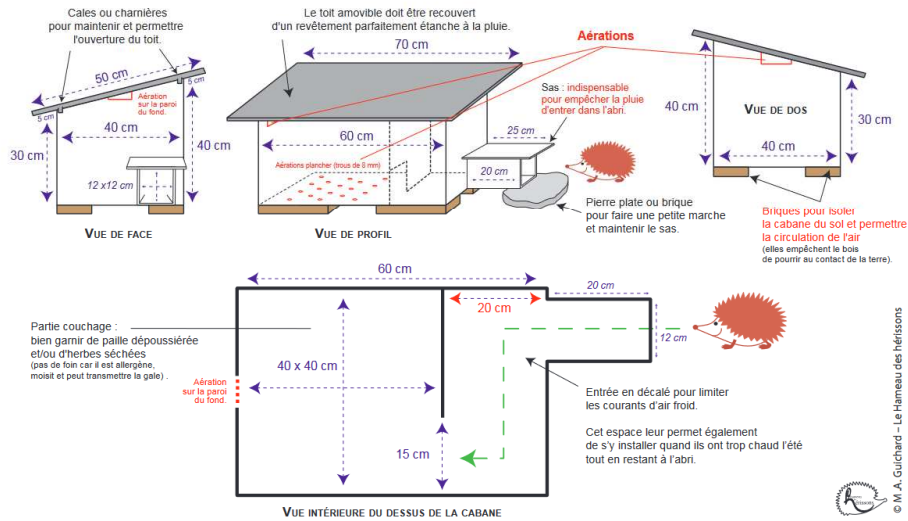 Cales ou charnières
pour maintenir et permettre
l'ouverture du toit.
50 cm
5 cm
5 cm
Aération
sur la paroi
du fond.
40 cm
30 cm
40 cm
12 x12 cm
VUE DE FACE
Le toit amovible doit être recouvert
d'un revêtement parfaitement étanche à la pluie.
70 cm
60 cm
Aérations plancher (trous de 8 mm)
VUE DE PROFIL
Aérations
Sas : indispensable
pour empêcher la pluie
d'entrer dans l'abri.
25 cm
20 cm
Pierre plate ou brique
pour faire une petite marche
et maintenir le sas.
40 cm
VUE DE DOS
30 cm
40 cm
Briques pour isoler
la cabane du sol et permettre
la circulation de l'air
(elles empêchent le bois
de pourrir au contact de la terre).
60 cm
20 cm
20 cm
12 cm
Partie couchage :
bien garnir de paille dépoussiérée
et/ou d'herbes séchées
(pas de foin car il est allergène,
moisit et peut transmettre la gale) .
40 x 40 cm
Aération
sur la paroi
du fond.
15 cm
Entrée en décalé pour limiter
les courants d'air froid.
Cet espace leur permet également
de s'y installer quand ils ont trop chaud l'été
tout en restant à l'abri.
VUE INTÉRIEURE DU DESSUS DE LA CABANE
© M.A. Guichard – Le Hameau des hérissons